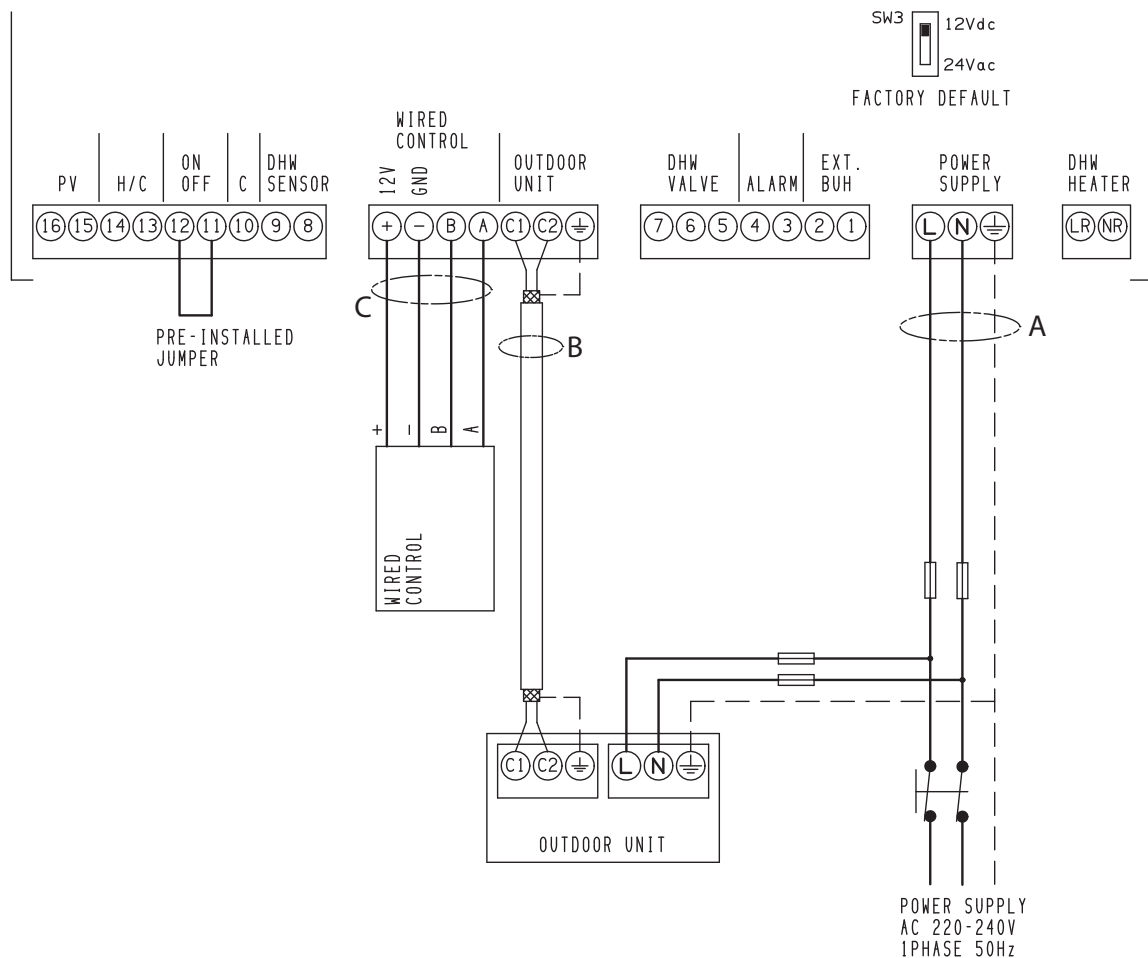 SW3
12Vdc
24Vac
FACTORY DEFAULT
PV
H/C
ON
OFF
C
DHW
SENSOR
WIRED
CONTROL
12V
GND
OUTDOOR
UNIT
DHW
VALVE
ALARM
EXT.
BUH
POWER
SUPPLY
DHW
HEATER
16 15 14 13 12 11 10 9 8
+ - B A C1 C2
7 6 5 4 3 2 1
L N
LR NR
C
B
A
PRE-INSTALLED
JUMPER
+ - B A
WIRED
CONTROL
C1 C2
L N
OUTDOOR UNIT
POWER SUPPLY
AC 220-240V
1PHASE 50Hz